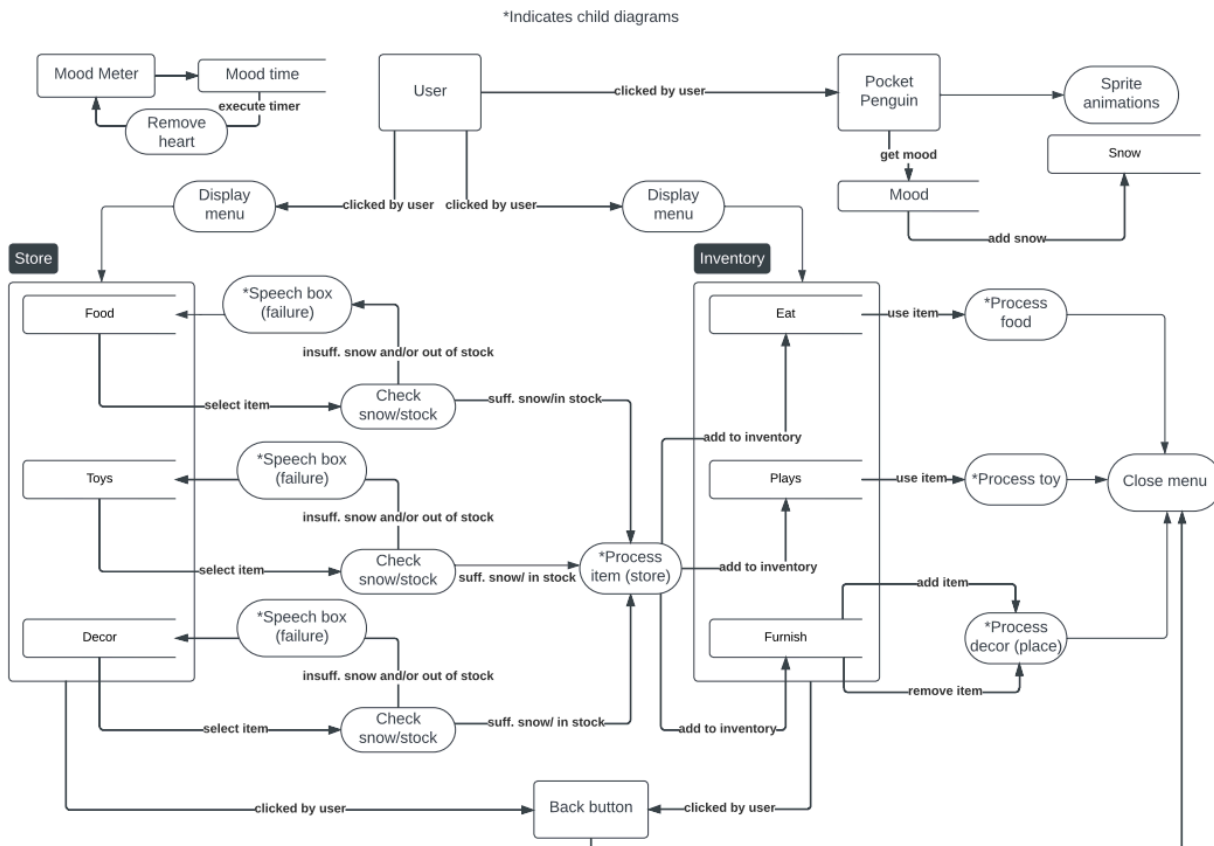 *Indicates child diagrams
Mood Meter
Mood time
execute timer
Remove
heart
User
clicked by user
Pocket
Penguin
Sprite
animations
get mood
Mood
Snow
add snow
Display
menu
clicked by user
clicked by user
Display
menu
Store
Inventory
Food
*Speech box
(failure)
insuff. snow and/or out of stock
select item
Check
snow/stock
suff. snow/in stock
Toys
*Speech box
(failure)
insuff. snow and/or out of stock
select item
Check
snow/stock
suff. snow/ in stock
Decor
*Speech box
(failure)
insuff. snow and/or out of stock
select item
Check
snow/stock
suff. snow/ in stock
*Process
item (store)
add to inventory
add to inventory
add to inventory
Eat
use item
*Process
food
Plays
use item
*Process toy
Close menu
Furnish
add item
*Process
decor (place)
remove item
clicked by user
Back button
clicked by user